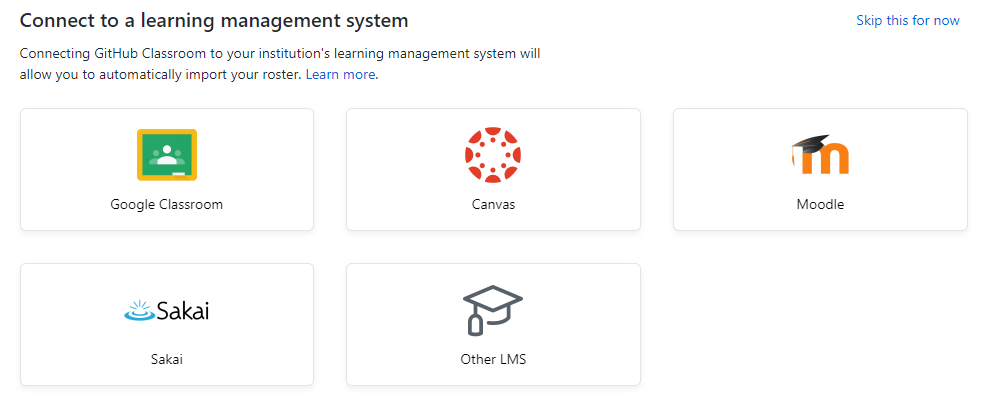 Connect to a learning management system
Skip this for now
Connecting GitHub Classroom to your institution's learning management system will
allow you to automatically import your roster. Learn more.
Google Classroom
Canvas
m
Moodle
Sakai
Sakai
Other LMS